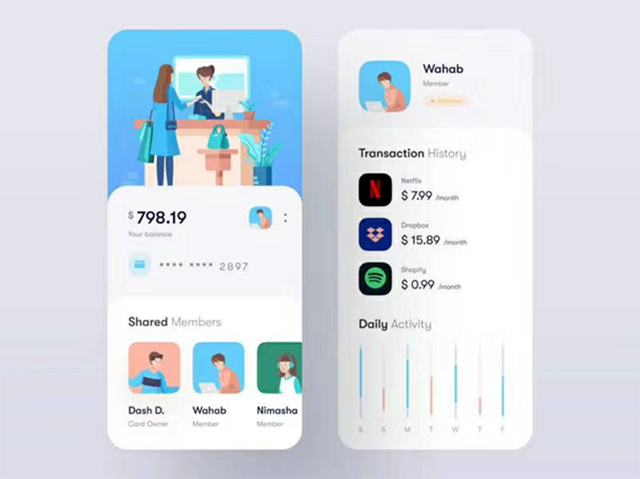 $ 798.19
Your balance
**** **** 2897
Shared Members
Dash D.
Card Owner
Wahab
Member
Nimasha
Member
Wahab
Member
Transaction History
N
Netflix
$ 7.99 /month
Dropbox
$ 15.89 /month
Shopify
$ 0.99 /month
Daily Activity
S S M T W T F